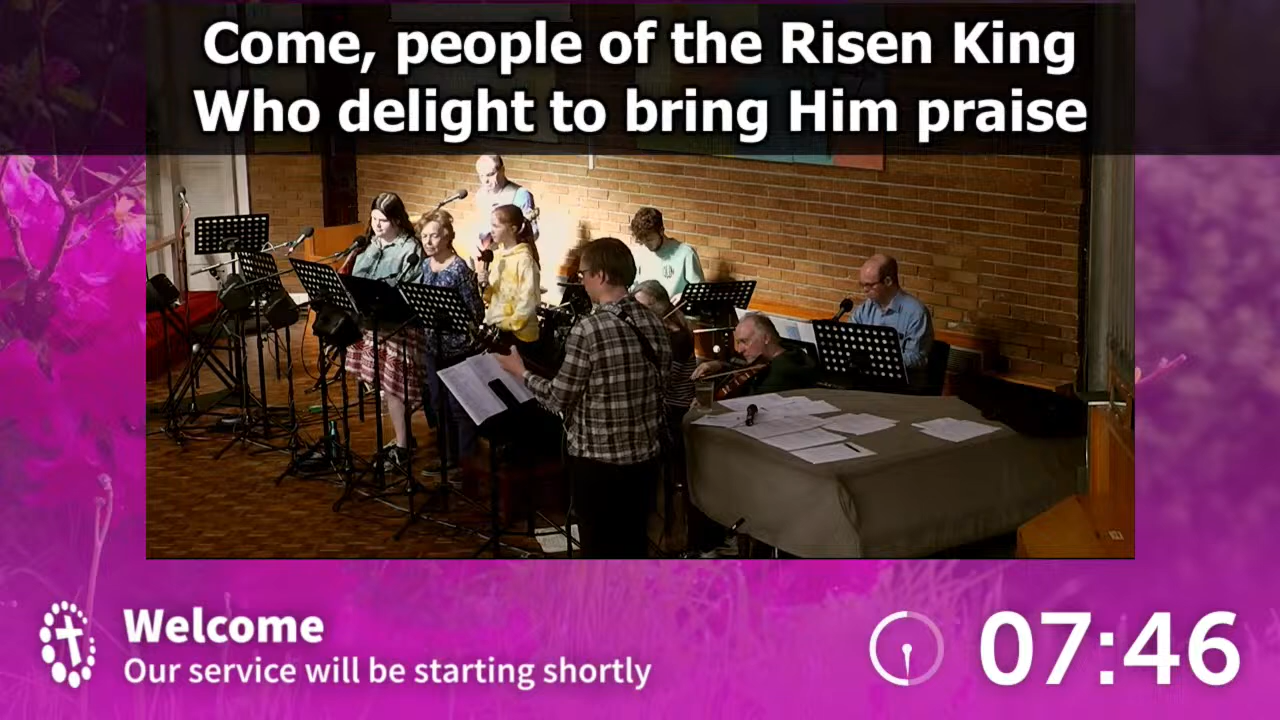 Come, people of the Risen King
Who delight to bring Him praise
Welcome
Our service will be starting shortly
07:46